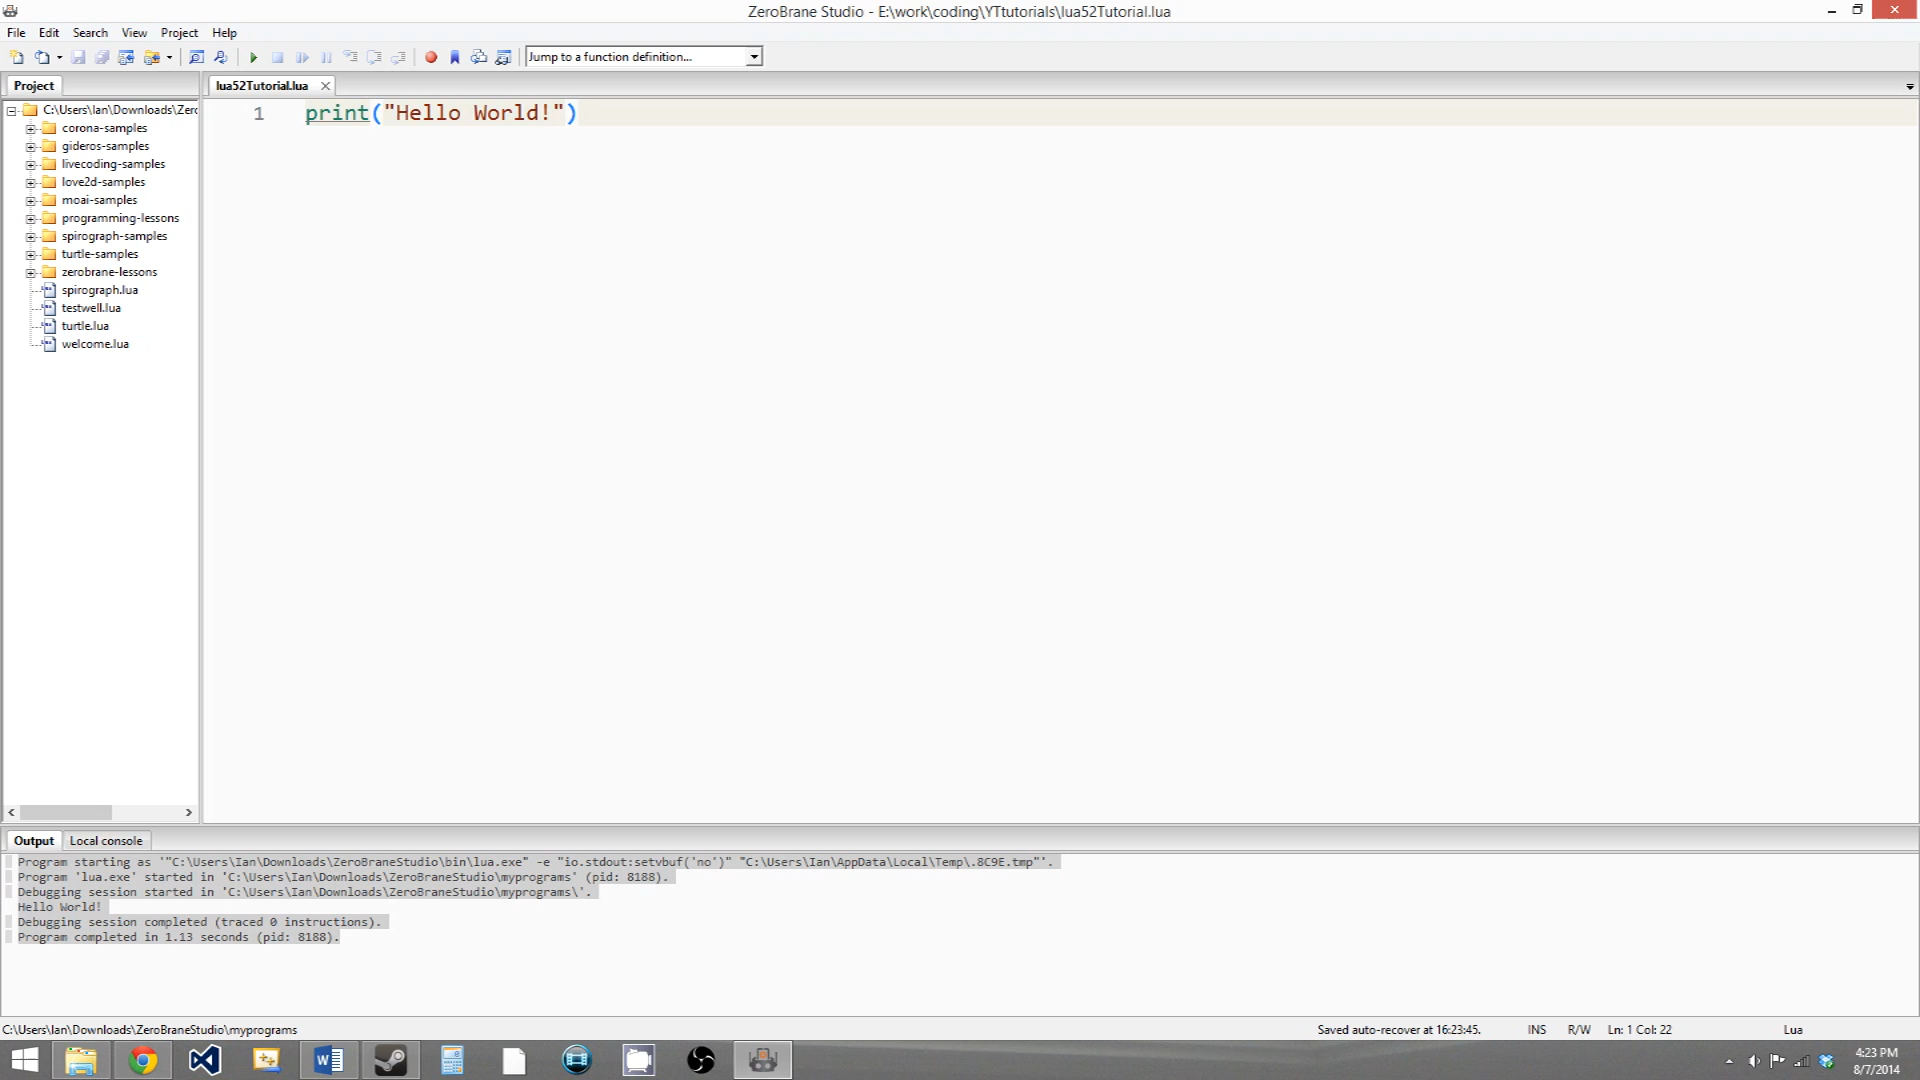 ZeroBrane Studio - E:\work\coding\YTtutorials\lua52Tutorial.lua
File Edit Search View Project Help
Jump to a function definition...
Project
lua52Tutorial.lua
1 print("Hello World!")
C:\Users\Ian\Downloads\Zerc
corona-samples
gideros-samples
livecoding-samples
love2d-samples
moai-samples
programming-lessons
spirograph-samples
turtle-samples
zerobrane-lessons
spirograph.lua
testwell.lua
turtle.lua
welcome.lua
Output Local console
Program starting as '"C:\Users\Ian\Downloads\ZeroBraneStudio\bin\lua.exe" -e "io.stdout:setvbuf('no')" "C:\Users\Ian\AppData\Local\Temp\.8C9E.tmp"'.
Program 'lua.exe' started in 'C:\Users\Ian\Downloads\ZeroBraneStudio\myprograms' (pid: 8188).
Debugging session started in 'C:\Users\Ian\Downloads\ZeroBraneStudio\myprograms\'.
Hello World!
Debugging session completed (traced 0 instructions).
Program completed in 1.13 seconds (pid: 8188).
C:\Users\Ian\Downloads\ZeroBraneStudio\myprograms
Saved auto-recover at 16:23:45. INS R/W Ln: 1 Col: 22 Lua
4:23 PM
8/7/2014